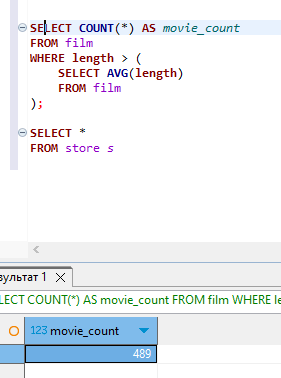 SELECT COUNT(*) AS movie_count
FROM film
WHERE length > (
SELECT AVG(length)
FROM film
);
SELECT *
FROM store s
зультат 1
LECT COUNT(*) AS movie_count FROM film WHERE le
123 movie_count
489